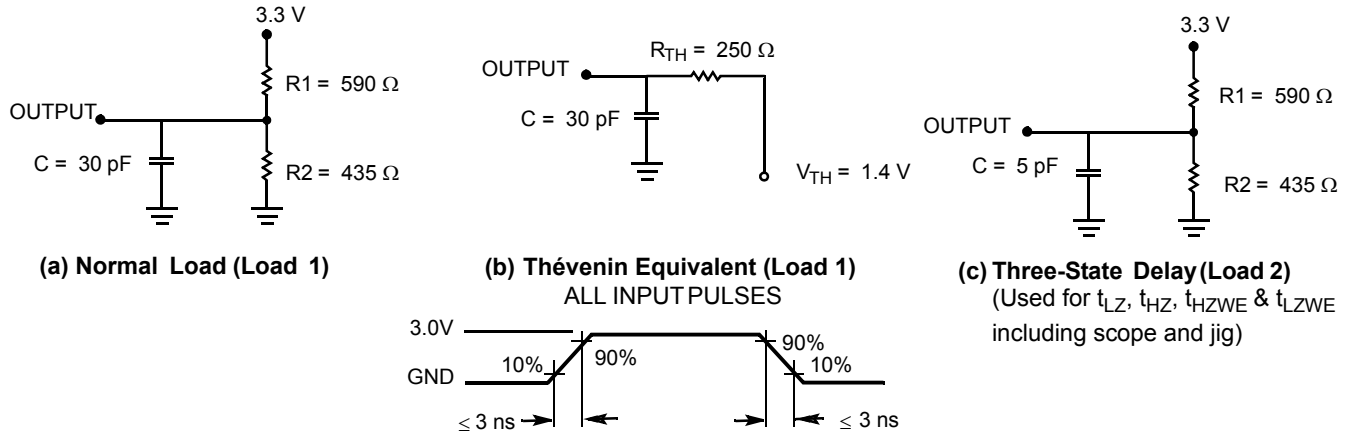 3.3 V
R1 = 590 Ω
OUTPUT
C = 30 pF
R2 = 435 Ω
(a) Normal Load (Load 1)
R_TH = 250 Ω
OUTPUT
C = 30 pF
V_TH = 1.4 V
(b) Thévenin Equivalent (Load 1)
3.3 V
R1 = 590 Ω
OUTPUT
C = 5 pF
R2 = 435 Ω
(c) Three-State Delay (Load 2)
(Used for t_LZ, t_HZ, t_HZWE & t_LZWE
including scope and jig)
ALL INPUT PULSES
3.0V
90%
90%
10%
10%
GND
≤ 3 ns
≤ 3 ns